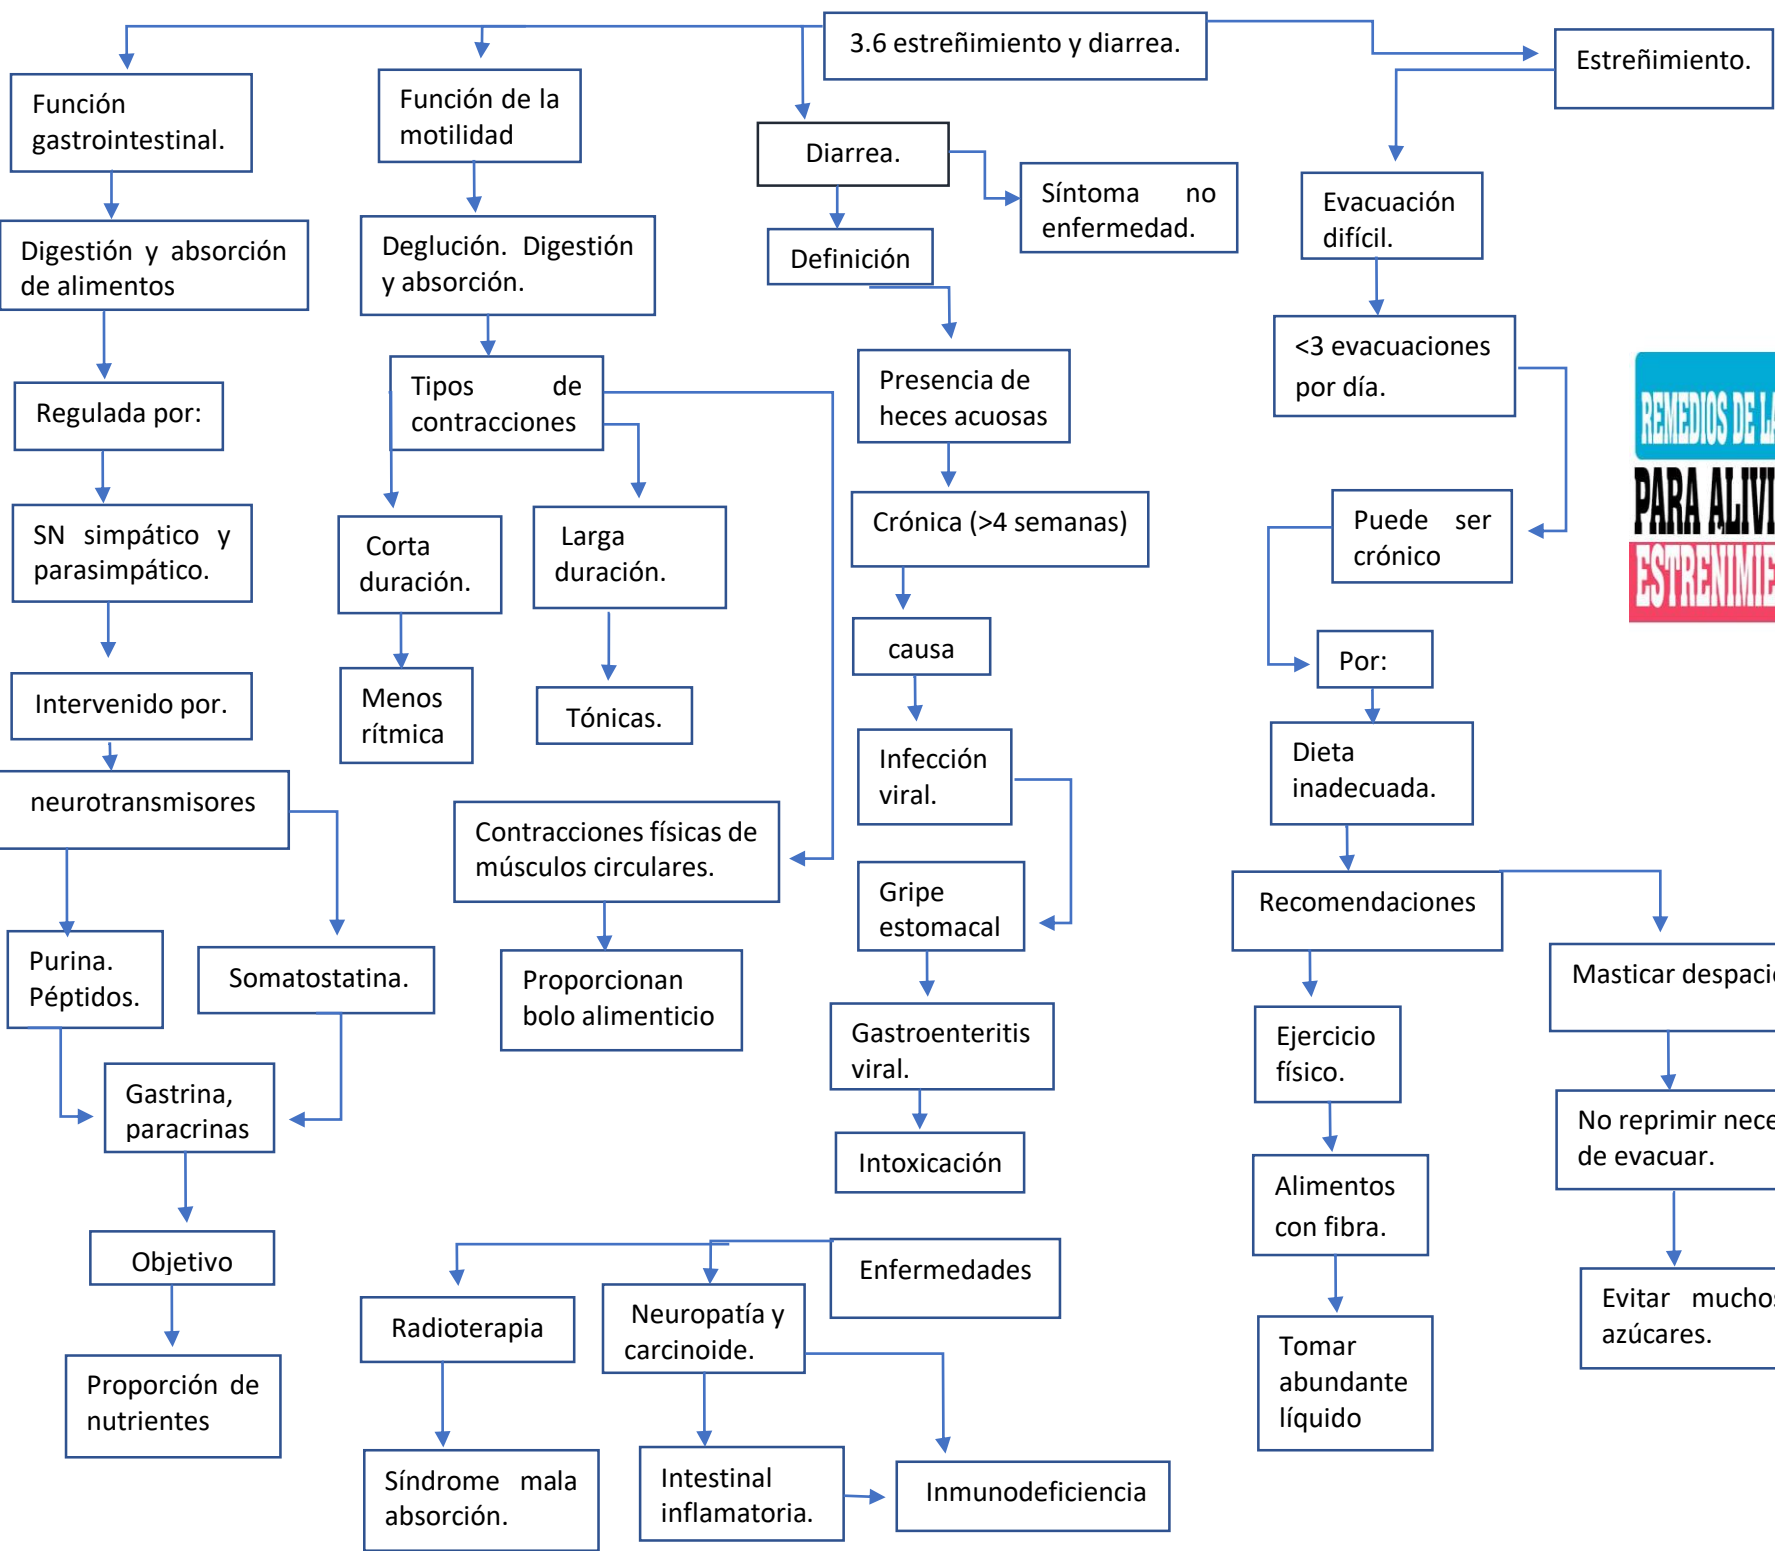 3.6 estreñimiento y diarrea.
Función
gastrointestinal.
Digestión y absorción
de alimentos
Regulada por:
SN simpático y
parasimpático.
Intervenido por.
neurotransmisores
Purina.
Péptidos.
Somatostatina.
Gastrina,
paracrinas
Objetivo
Proporción de
nutrientes
Función de la
motilidad
Deglución. Digestión
y absorción.
Tipos de
contracciones
Corta
duración.
Menos
rítmica
Larga
duración.
Tónicas.
Contracciones físicas de
músculos circulares.
Proporcionan
bolo alimenticio
Diarrea.
Síntoma no
enfermedad.
Definición
Presencia de
heces acuosas
Crónica (>4 semanas)
causa
Infección
viral.
Gripe
estomacal
Gastroenteritis
viral.
Intoxicación
Enfermedades
Radioterapia
Síndrome mala
absorción.
Neuropatía y
carcinoide.
Intestinal
inflamatoria.
Inmunodeficiencia
Estreñimiento.
Evacuación
difícil.
<3 evacuaciones
por día.
Puede ser
crónico
Por:
Dieta
inadecuada.
Recomendaciones
Ejercicio
físico.
Alimentos
con fibra.
Tomar
abundante
líquido
Masticar
No reprimir
de evacuar.
Evitar
azúcares.
REMEDIOS DE
PARA